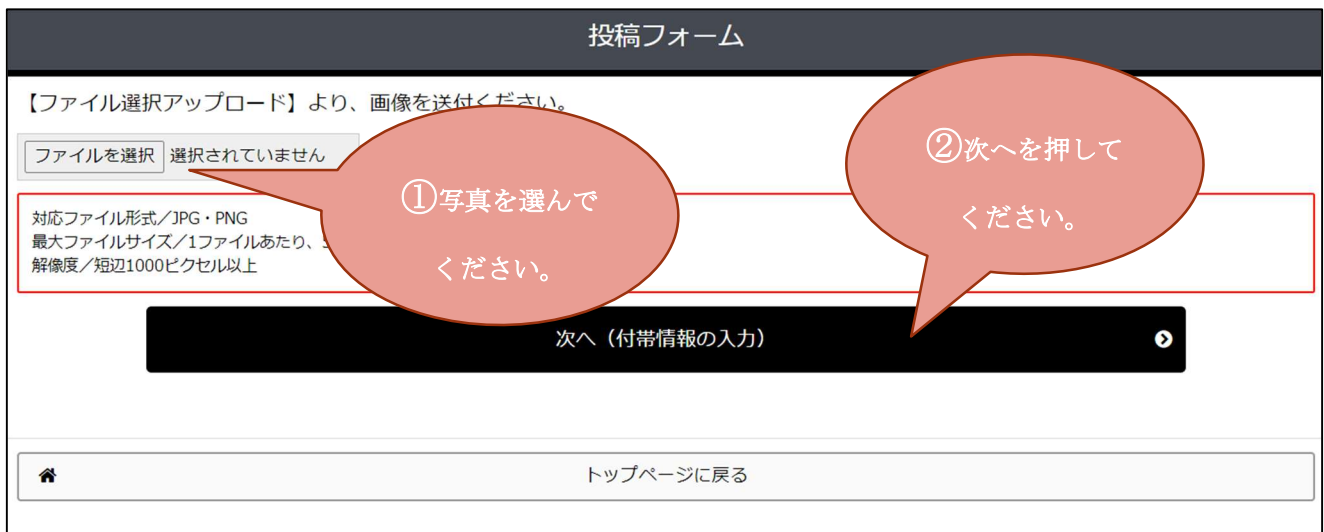 投稿フォーム
【ファイル選択アップロード】より、画像を送付ください。
ファイルを選択 選択されていません
①写真を選んで
ください。
②次へを押して
ください。
対応ファイル形式／JPG・PNG
最大ファイルサイズ／1ファイルあたり、
解像度／短辺1000ピクセル以上
次へ（付帯情報の入力）
トップページに戻る